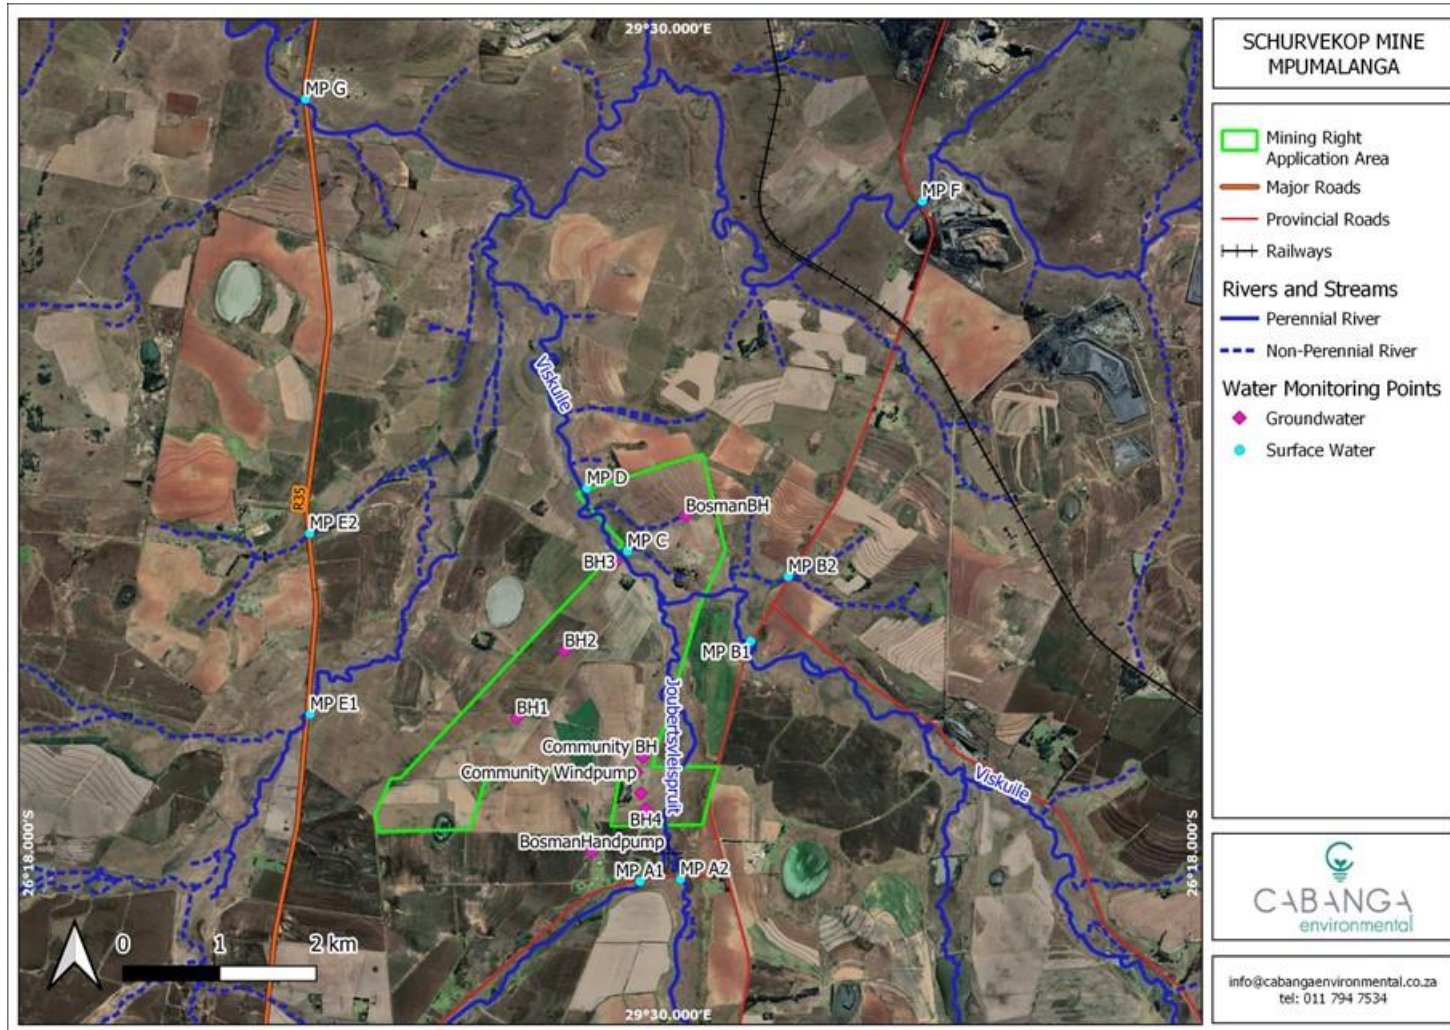 29°30.000'E
SCHURVEKOP MINE
MPUMALANGA
MP G
MP F
Viskuile
MP D
BosmanBH
R35
MP E2
MP C
BH3
MP B2
BH2
MP B1
MP E1
BH1
Joubertsvleispruit
Community BH
Community Windpump
Viskuile
BH4
BosmanHandpump
MP A1
MP A2
26°18.000'S
26°18.000'S
0 1 2 km
29°30.000'E
Mining Right
Application Area
Major Roads
Provincial Roads
Railways
Rivers and Streams
Perennial River
Non-Perennial River
Water Monitoring Points
Groundwater
Surface Water
CABANGA
environmental
info@cabangaenvironmental.co.za
tel: 011 794 7534